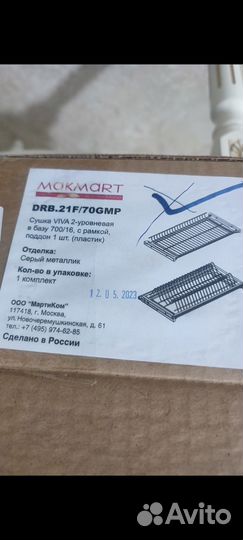 MOKMART
DRB.21F/70GMP
Сушка VIVA 2-уровневая
в базу 700/16, с рамкой,
поддон 1 шт. (пластик)
Отделка:
Серый металлик
Кол-во в упаковке:
1 комплект
12 05 2023
ООО "МартиКом"
117418, г. Москва,
ул. Новочеремушкинская, д. 61
тел.: +7 (495) 974-62-85
Сделано в России
Avito